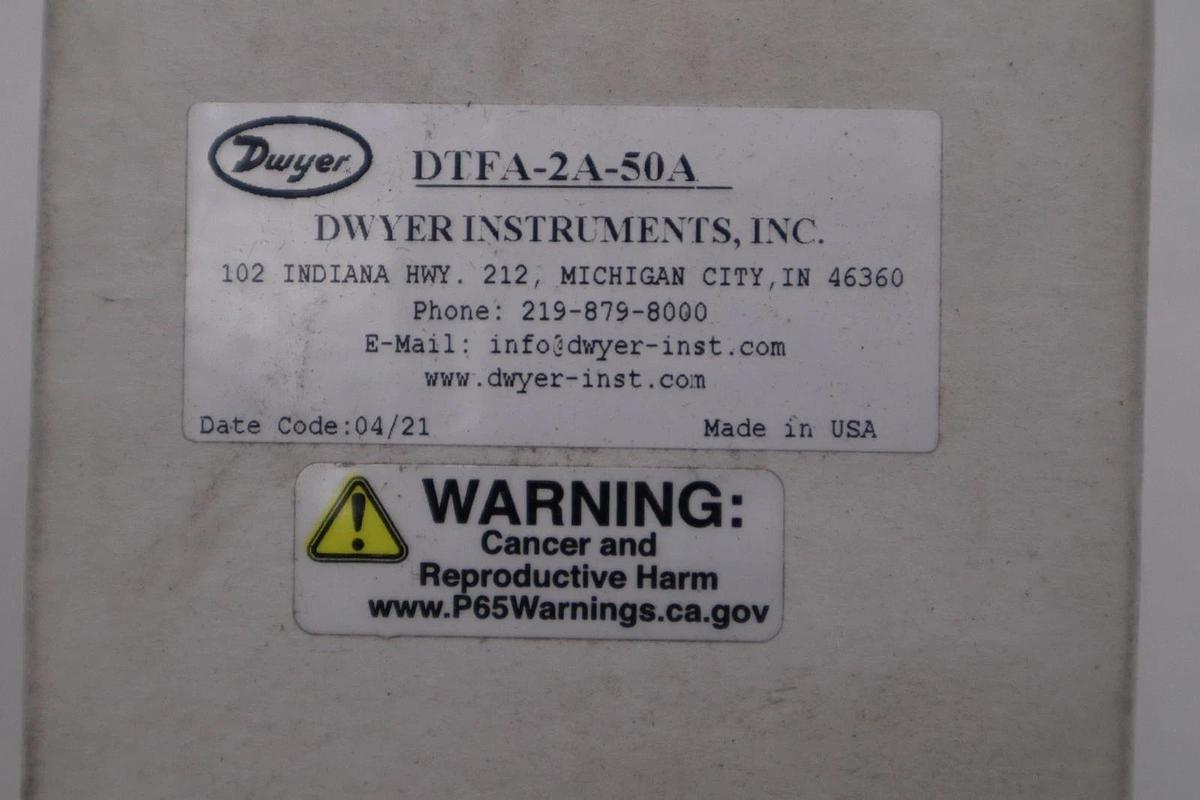 Dwyer DTFA-2A-50A
DWYER INSTRUMENTS, INC.
102 INDIANA HWY. 212, MICHIGAN CITY,IN 46360
Phone: 219-879-8000
E-Mail: info@dwyer-inst.com
www.dwyer-inst.com
Date Code:04/21 Made in USA
WARNING:
Cancer and
Reproductive Harm
www.P65Warnings.ca.gov